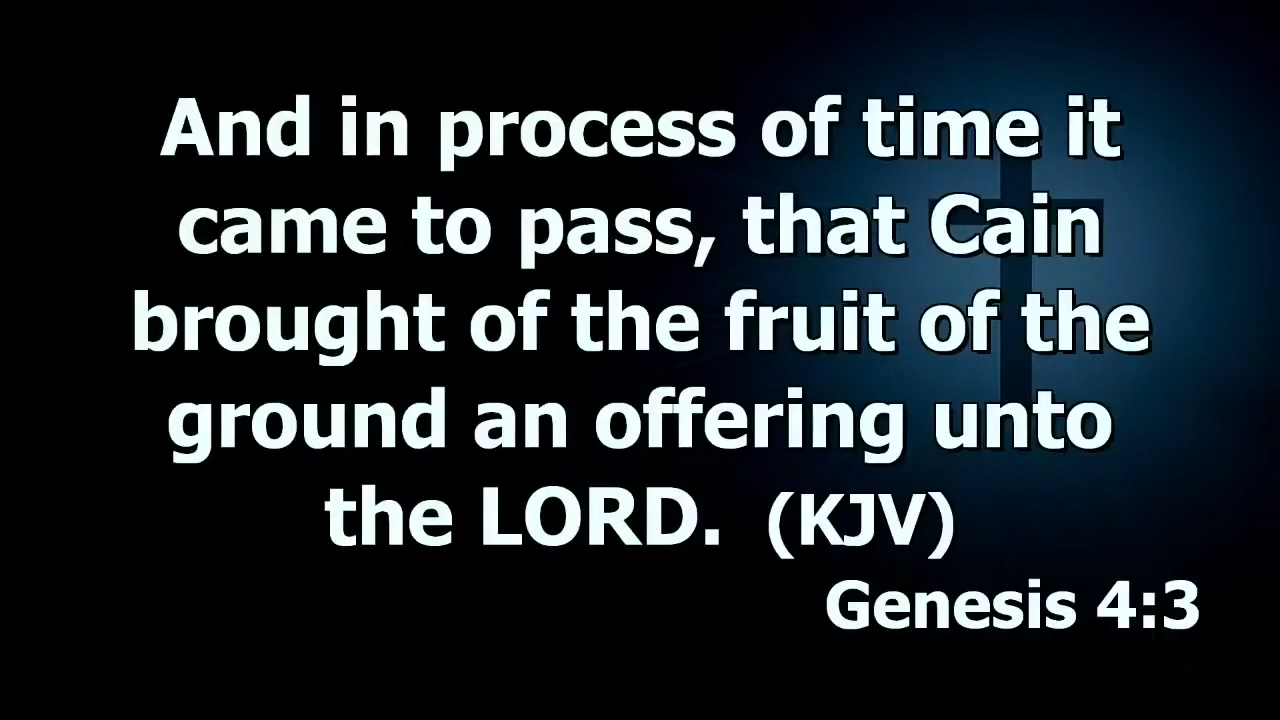 And in process of time it
came to pass, that Cain
brought of the fruit of the
ground an offering unto
the LORD. (KJV)
Genesis 4:3